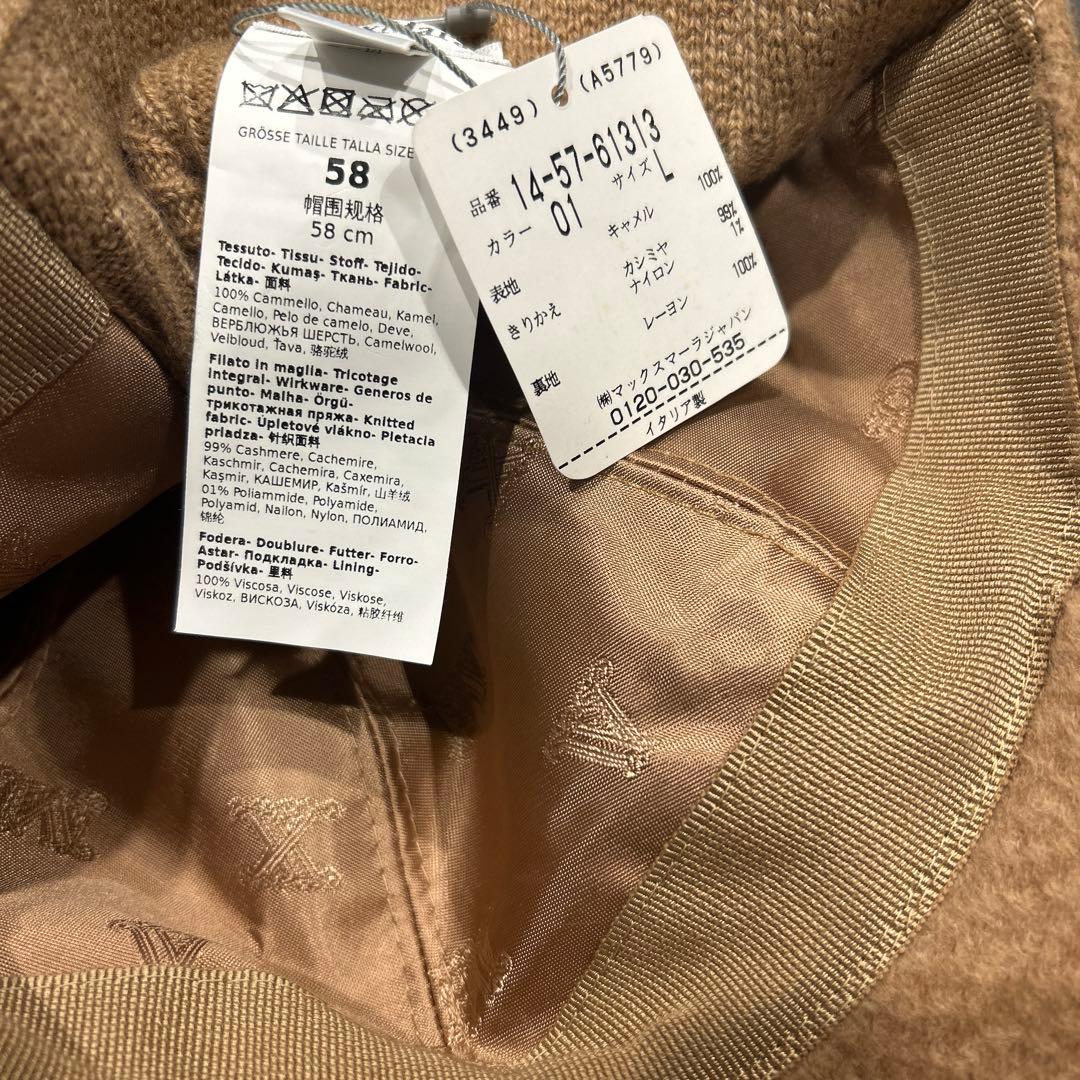 GRÖSSE TAILLE TALLA SIZE
58
帽围规格
58 cm
Tessuto- Tissu- Stoff- Tejido-
Tecido- Kumaş- Ткань- Fabric-
Látka- 面料
100% Cammello, Chameau, Kamel,
Camello, Pelo de camelo, Deve,
ВЕРБЛЮЖЬЯ ШЕРСТЬ, Camelwool,
Velbloud, Ťava, 骆驼绒
Filato in maglia- Tricotage
integral- Wirkware- Generos de
punto- Malha- Örgü-
трикотажная пряжа- Knitted
fabric- Úpletové vlákno- Pletacia
priadza- 针织面料
99% Cashmere, Cachemire,
Kaschmir, Cachemira, Caxemira,
Kaşmir, КАШЕМИР, Kašmír, 山羊绒
01% Poliammide, Polyamide,
Polyamid, Nailon, Nylon, ПОЛИАМИД,
锦纶
Fodera- Doublure- Futter- Forro-
Astar- Подкладка- Lining-
Podšívka- 里料
100% Viscosa, Viscose, Viskose,
Viskoz, ВИСКОЗА, Viskóza, 粘胶纤维
(3449) (A5779)
品番 14-57-61313
カラー 01 サイズ L
表地 キャメル 100%
きりかえ カシミヤ 99%
ナイロン 1%
裏地 レーヨン 100%
㈱マックスマーラジャパン
0120-030-535
イタリア製